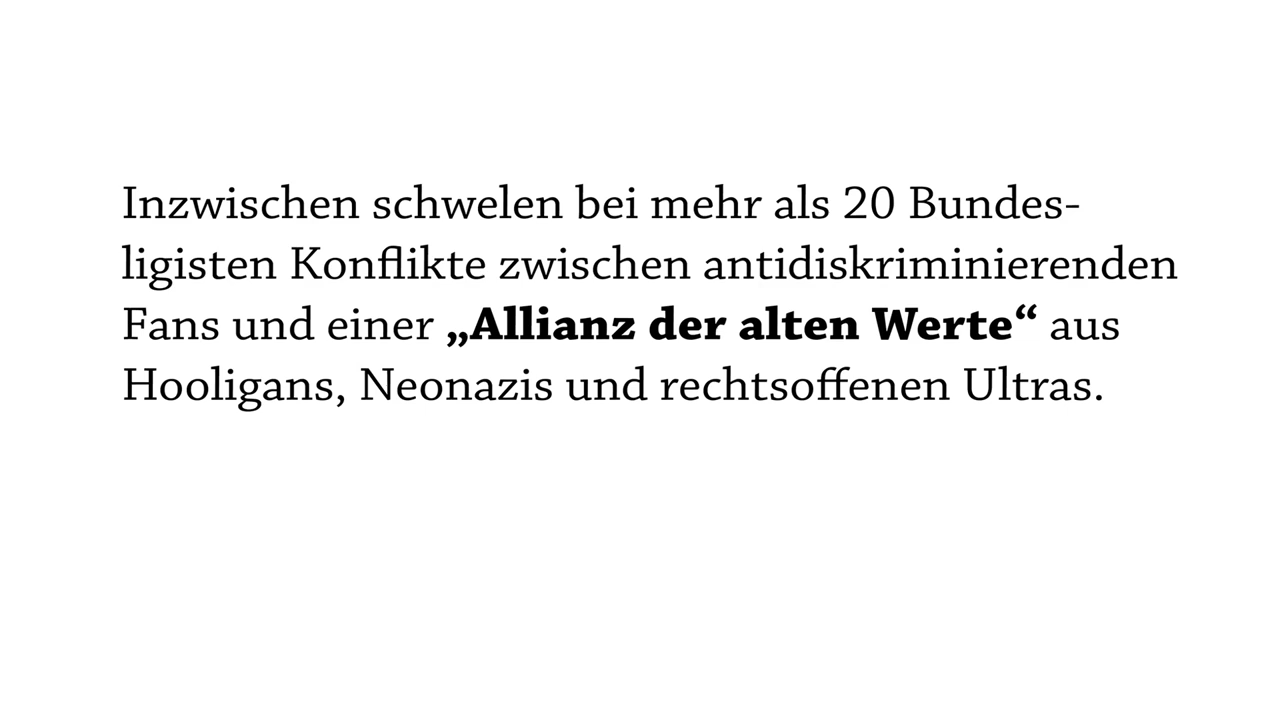 Inzwischen schwelen bei mehr als 20 Bundes-
ligisten Konflikte zwischen antidiskriminierenden
Fans und einer „Allianz der alten Werte“ aus
Hooligans, Neonazis und rechtsoffenen Ultras.